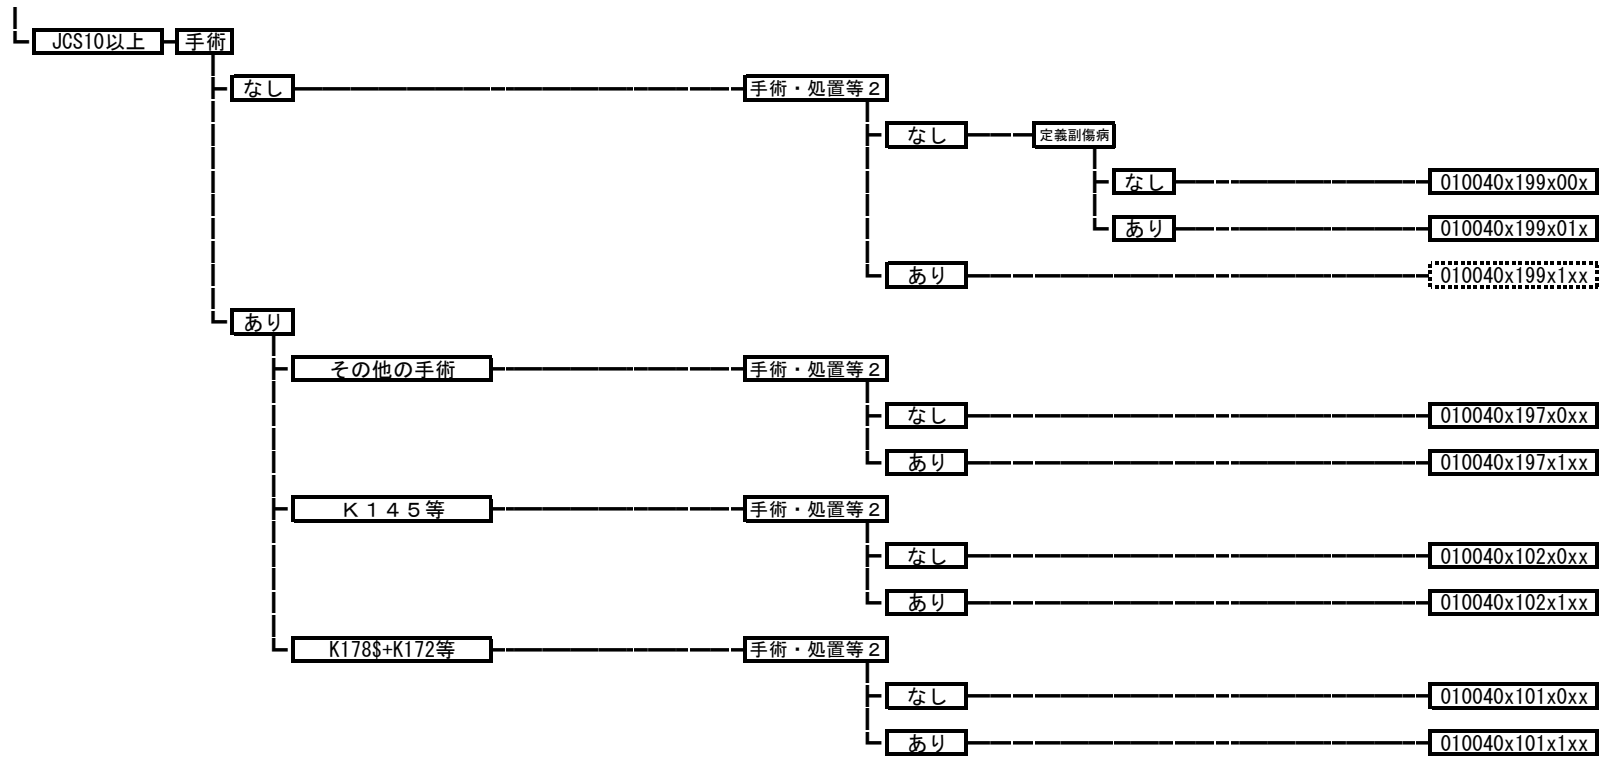 JCS10以上 手術
なし 手術・処置等２
なし 定義副傷病
なし 010040x199x00x
あり 010040x199x01x
あり 010040x199x1xx
あり
その他の手術 手術・処置等２
なし 010040x197x0xx
あり 010040x197x1xx
Ｋ１４５等 手術・処置等２
なし 010040x102x0xx
あり 010040x102x1xx
K178$+K172等 手術・処置等２
なし 010040x101x0xx
あり 010040x101x1xx